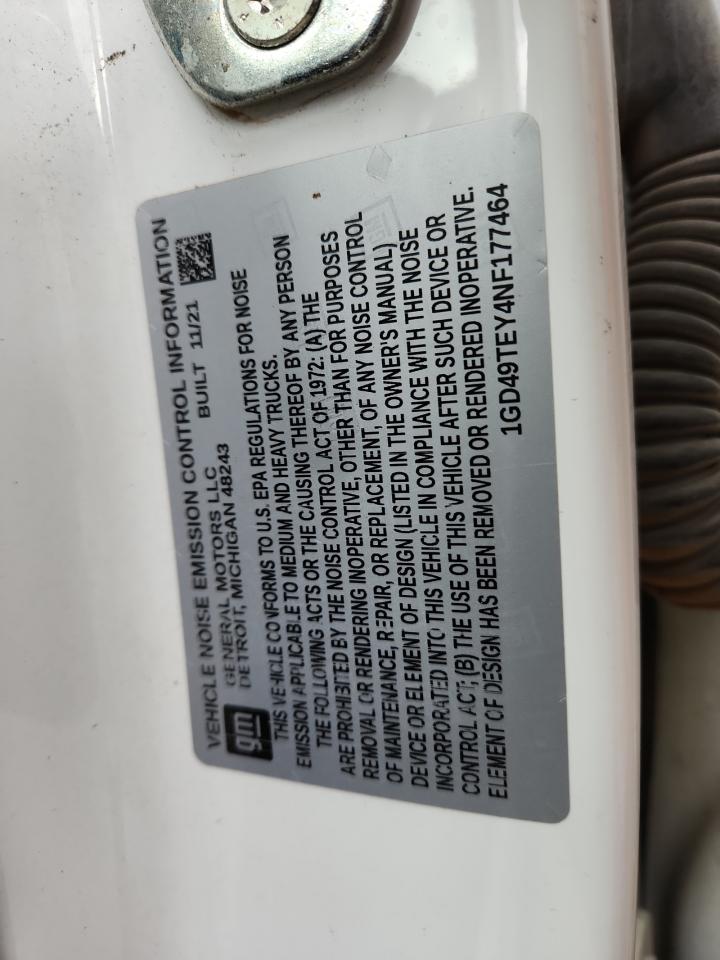 VEHICLE NOISE EMISSION CONTROL INFORMATION
gm
GENERAL MOTORS LLC BUILT 11/21
DETROIT, MICHIGAN 48243
THIS VEHICLE CONFORMS TO U.S. EPA REGULATIONS FOR NOISE
EMISSION APPLICABLE TO MEDIUM AND HEAVY TRUCKS.
THE FOLLOWING ACTS OR THE CAUSING THEREOF BY ANY PERSON
ARE PROHIBITED BY THE NOISE CONTROL ACT OF 1972: (A) THE
REMOVAL OR RENDERING INOPERATIVE, OTHER THAN FOR PURPOSES
OF MAINTENANCE, REPAIR, OR REPLACEMENT, OF ANY NOISE CONTROL
DEVICE OR ELEMENT OF DESIGN (LISTED IN THE OWNER'S MANUAL)
INCORPORATED INTO THIS VEHICLE IN COMPLIANCE WITH THE NOISE
CONTROL ACT; (B) THE USE OF THIS VEHICLE AFTER SUCH DEVICE OR
ELEMENT OF DESIGN HAS BEEN REMOVED OR RENDERED INOPERATIVE.
1GD49TEY4NF177464